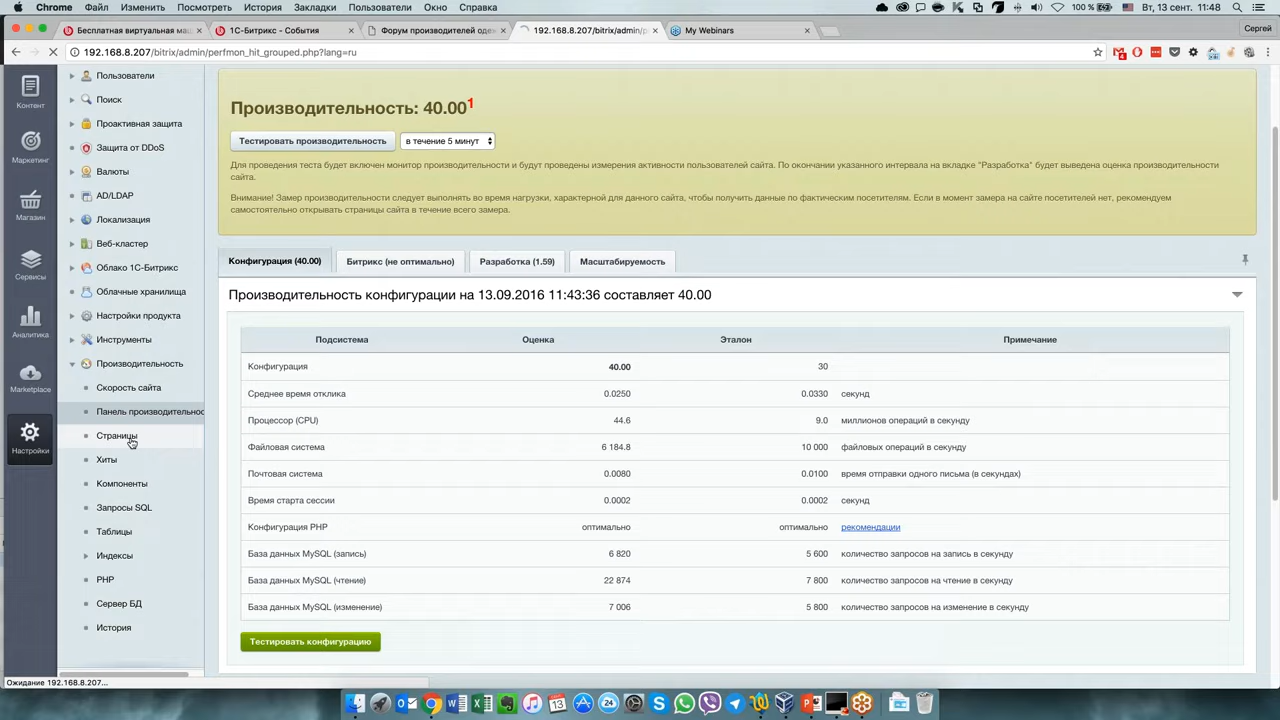 Chrome Файл Изменить Посмотреть История Закладки Пользователи Окно Справка
100 % Вт, 13 сент. 11:48
Бесплатная виртуальная маш
1С-Битрикс - События
Форум производителей одеж
192.168.8.207/bitrix/admin/p
My Webinars
Сергей
192.168.8.207/bitrix/admin/perfmon_hit_grouped.php?lang=ru
4
Контент
Маркетинг
Магазин
Сервисы
Аналитика
Marketplace
Настройки
Пользователи
Поиск
Проактивная защита
Защита от DDoS
Валюты
AD/LDAP
Локализация
Веб-кластер
Облако 1С-Битрикс
Облачные хранилища
Настройки продукта
Инструменты
Производительность
Скорость сайта
Панель производительнос
Страницы
Хиты
Компоненты
Запросы SQL
Таблицы
Индексы
PHP
Сервер БД
История
Производительность: 40.00¹
Тестировать производительность в течение 5 минут
Для проведения теста будет включен монитор производительности и будут проведены измерения активности пользователей сайта. По окончании указанного интервала на вкладке "Разработка" будет выведена оценка производительности
сайта.
Внимание! Замер производительности следует выполнять во время нагрузки, характерной для данного сайта, чтобы получить данные по фактическим посетителям. Если в момент замера на сайте посетителей нет, рекомендуем
самостоятельно открывать страницы сайта в течение всего замера.
Конфигурация (40.00) Битрикс (не оптимально) Разработка (1.59) Масштабируемость
Производительность конфигурации на 13.09.2016 11:43:36 составляет 40.00
Подсистема Оценка Эталон Примечание
Конфигурация 40.00 30
Среднее время отклика 0.0250 0.0330 секунд
Процессор (CPU) 44.6 9.0 миллионов операций в секунду
Файловая система 6 184.8 10 000 файловых операций в секунду
Почтовая система 0.0080 0.0100 время отправки одного письма (в секундах)
Время старта сессии 0.0002 0.0002 секунд
Конфигурация PHP оптимально оптимально рекомендации
База данных MySQL (запись) 6 820 5 600 количество запросов на запись в секунду
База данных MySQL (чтение) 22 874 7 800 количество запросов на чтение в секунду
База данных MySQL (изменение) 7 006 5 800 количество запросов на изменение в секунду
Тестировать конфигурацию
Ожидание 192.168.8.207...